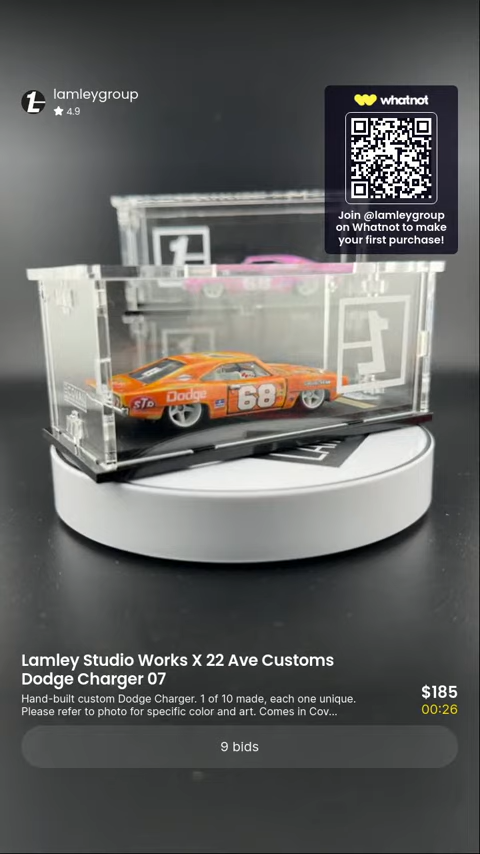 lamleygroup
4.9
whatnot
Join @lamleygroup
on Whatnot to make
your first purchase!
68
STP
Dodge
68
Lamley Studio Works X 22 Ave Customs
Dodge Charger 07
Hand-built custom Dodge Charger. 1 of 10 made, each one unique.
Please refer to photo for specific color and art. Comes in Cov...
$185
00:26
9 bids